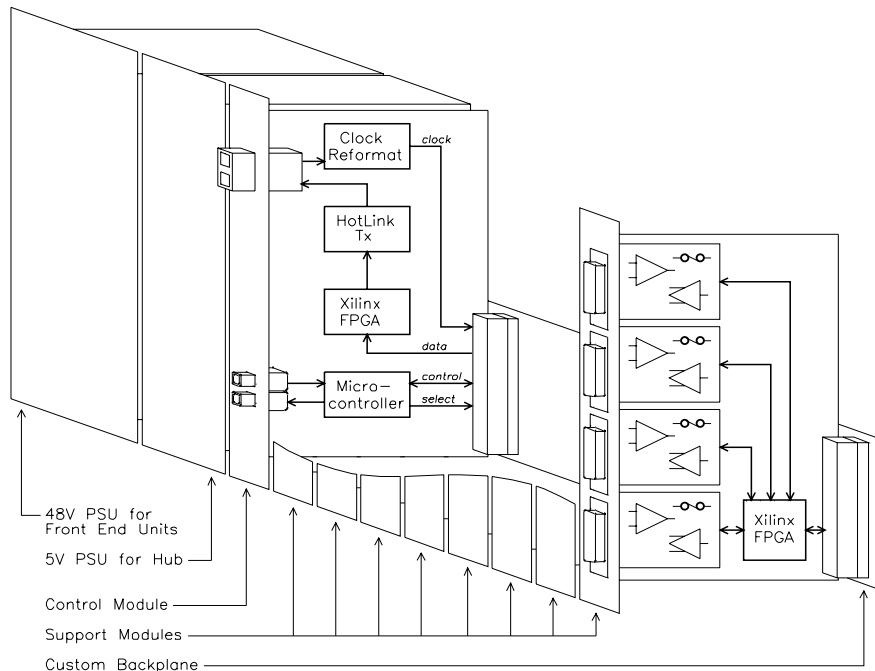 Clock
Reformat
clock
HotLink
Tx
Xilinx
FPGA
data
Micro-
controller
control
select
Xilinx
FPGA
48V PSU for
Front End Units
5V PSU for Hub
Control Module
Support Modules
Custom Backplane